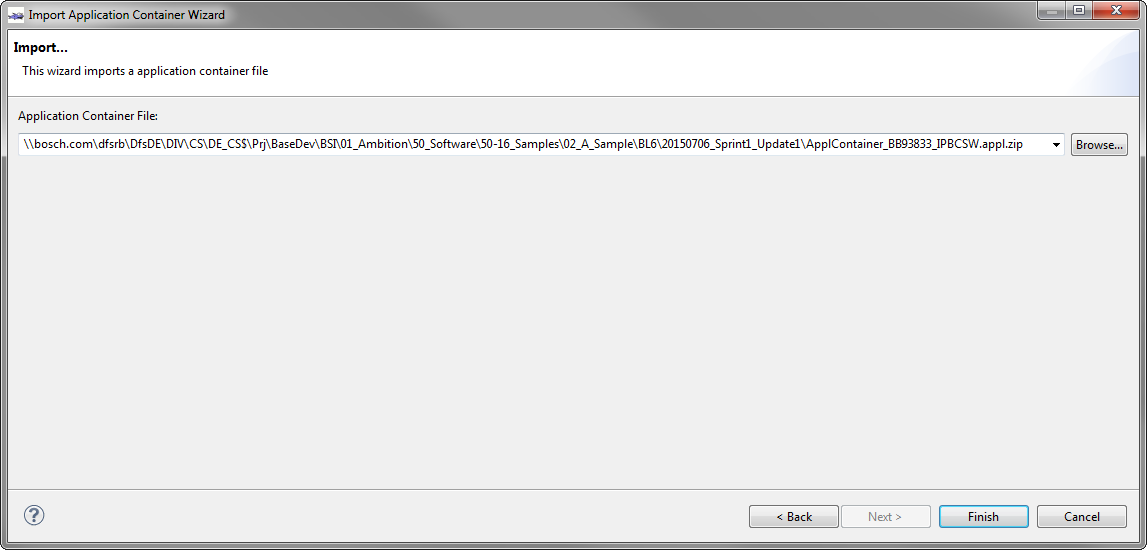 Import Application Container Wizard
Import...
This wizard imports a application container file
Application Container File:
\\bosch.com\dfsrb\DfsDE\DIV\CS\DE_CS$\Prj\BaseDev\BSI\01_Ambition\50_Software\50-16_Samples\02_A_Sample\BL6\20150706_Sprint1_Update1\ApplContainer_BB93833_IPBCSW.appl.zip Browse...
? < Back Next > Finish Cancel